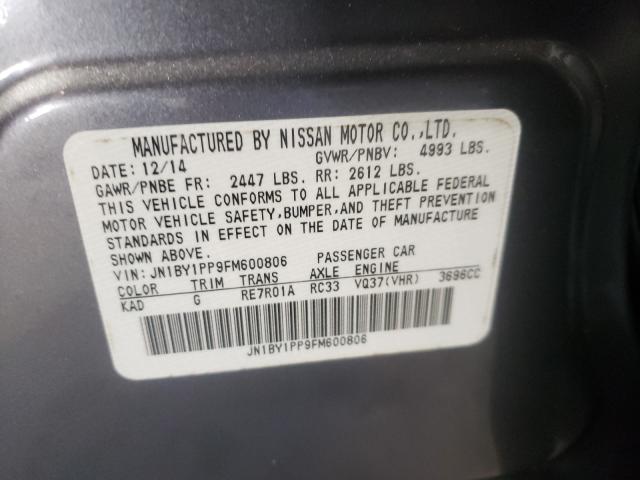 MANUFACTURED BY NISSAN MOTOR CO.,LTD.
DATE: 12/14 GVWR/PNBV: 4993 LBS.
GAWR/PNBE FR: 2447 LBS. RR: 2612 LBS.
THIS VEHICLE CONFORMS TO ALL APPLICABLE FEDERAL
MOTOR VEHICLE SAFETY,BUMPER,AND THEFT PREVENTION
STANDARDS IN EFFECT ON THE DATE OF MANUFACTURE
SHOWN ABOVE.
VIN: JN1BY1PP9FM600806 PASSENGER CAR
COLOR TRIM TRANS AXLE ENGINE
KAD G RE7R01A RC33 VQ37(VHR) 3696CC
JN1BY1PP9FM600806